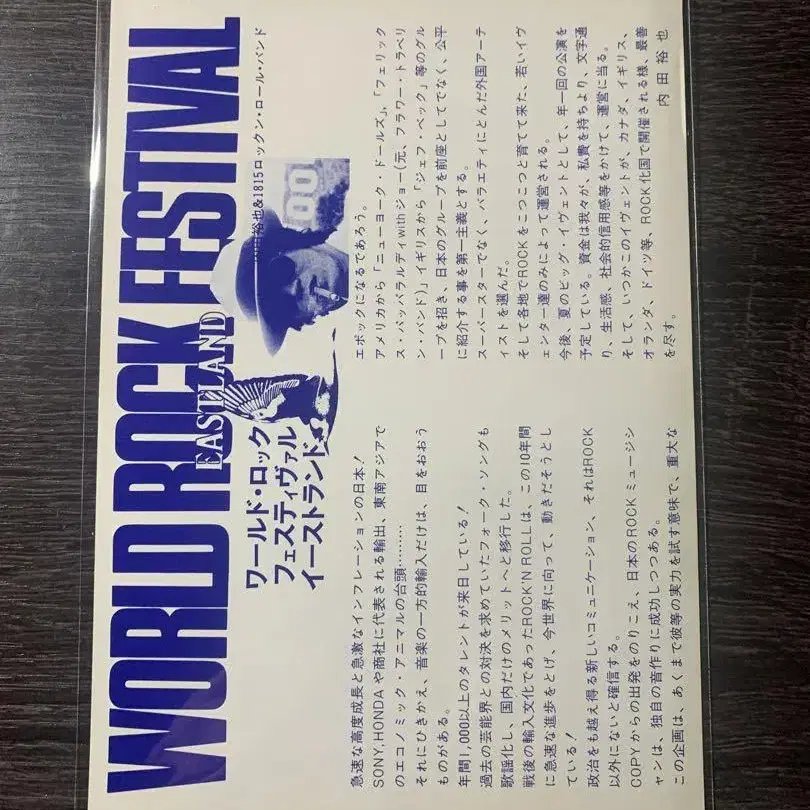 WORLD ROCK FESTIVAL
EASTLAND
ワールド・ロック
フェスティヴァル
イーストランド
裕也&1815ロックン・ロール・バンド
急速な高度成長と急激なインフレーションの日本!
SONY,HONDAや商社に代表される輸出、東南アジアで
のエコノミック・アニマルの台頭………
それにひきかえ、音楽の一方的輸入だけは、目をおおう
ものがある。
年間1,000以上のタレントが来日している!
過去の芸能界との対決を求めていたフォーク・ソングも
歌謡化し、国内だけのメリットへと移行した。
戦後の輸入文化であったROCK'N ROLLは、この10年間
に急速な進歩をとげ、今世界に向って、動きだそうとし
ている!
政治をも越え得る新しいコミュニケーション、それはROCK
以外にないと確信する。
COPYからの出発をのりこえ、日本のROCKミュージシ
ャンは、独自の音作りに成功しつつある。
この企画は、あくまで彼等の実力を試す意味で、重大な
エポックになるであろう。
アメリカから「ニューヨーク・ドールズ」,「フェリック
ス・パッパラルディwithジョー(元、フラワー・トラベリ
ン・バンド)」イギリスから「ジェフ・ベック」等のグル
ープを招き、日本のグループを前座としてでなく、公平
に紹介する事を第一主義とする。
スーパースターでなく、バラエティにとんだ外国アーテ
ィストを選んだ。
そして各地でROCKをこつこつと育てて来た、若いイヴ
ェンター達のみによって運営される。
今後、夏のビッグ・イヴェントとして、年一回の公演を
予定している。資金は我々が、私費を持ちより、文字通
り、生活感、社会的信用感等をかけて、運営に当る。
そして、いつかこのイヴェントが、カナダ、イギリス、
オランダ、ドイツ等、ROCK化国で開催される様、最善
を尽す。
内田裕也